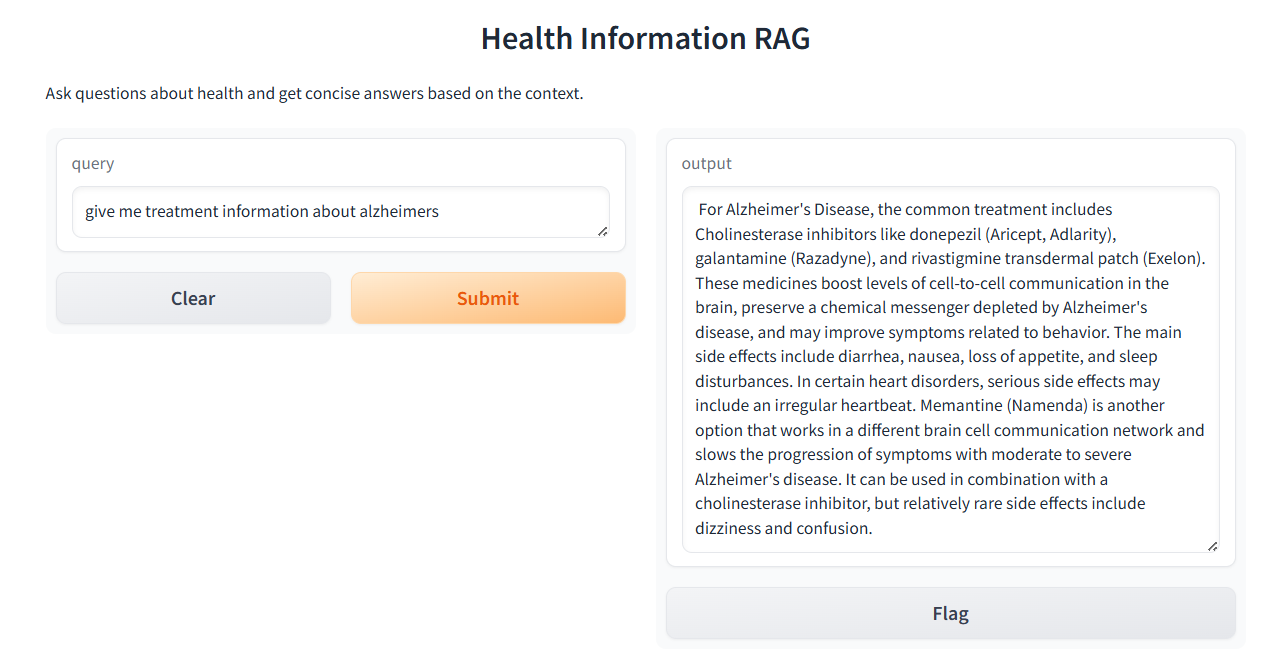 Health Information RAG
Ask questions about health and get concise answers based on the context.
query
give me treatment information about alzheimers
Clear
Submit
output
For Alzheimer's Disease, the common treatment includes
Cholinesterase inhibitors like donepezil (Aricept, Adlarity),
galantamine (Razadyne), and rivastigmine transdermal patch (Exelon).
These medicines boost levels of cell-to-cell communication in the
brain, preserve a chemical messenger depleted by Alzheimer's
disease, and may improve symptoms related to behavior. The main
side effects include diarrhea, nausea, loss of appetite, and sleep
disturbances. In certain heart disorders, serious side effects may
include an irregular heartbeat. Memantine (Namenda) is another
option that works in a different brain cell communication network and
slows the progression of symptoms with moderate to severe
Alzheimer's disease. It can be used in combination with a
cholinesterase inhibitor, but relatively rare side effects include
dizziness and confusion.
Flag